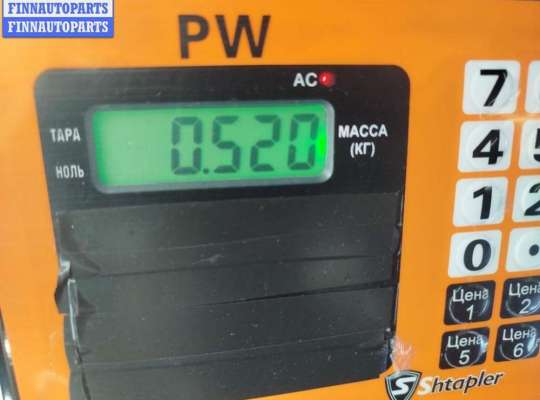 FINNAUTOPARTS
FINNAUTOPARTS
PW
AC
ТАРА
НОЛЬ
0.520
МАССА
(КГ)
7
4
1
2
0
Цена
1
Цена
2
Цена
5
Цена
6
S Shtapler